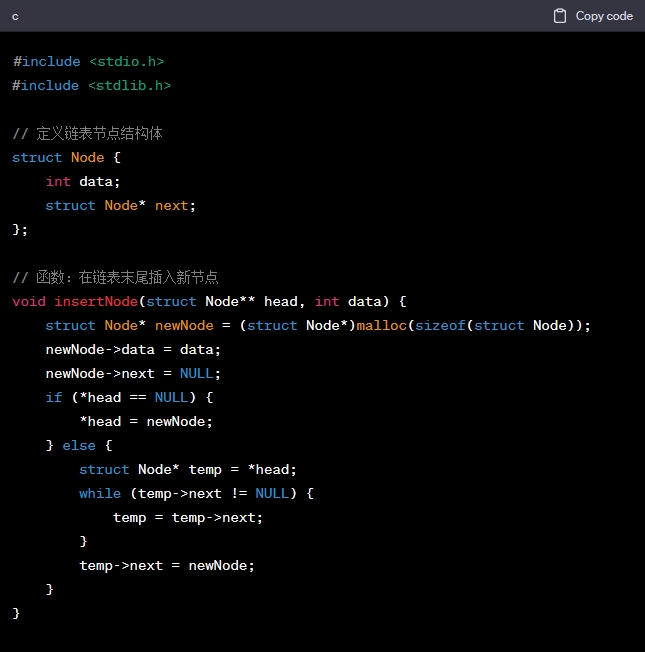 c
Copy code
#include <stdio.h>
#include <stdlib.h>
// 定义链表节点结构体
struct Node {
    int data;
    struct Node* next;
};
// 函数：在链表末尾插入新节点
void insertNode(struct Node** head, int data) {
    struct Node* newNode = (struct Node*)malloc(sizeof(struct Node));
    newNode->data = data;
    newNode->next = NULL;
    if (*head == NULL) {
        *head = newNode;
    } else {
        struct Node* temp = *head;
        while (temp->next != NULL) {
            temp = temp->next;
        }
        temp->next = newNode;
    }
}